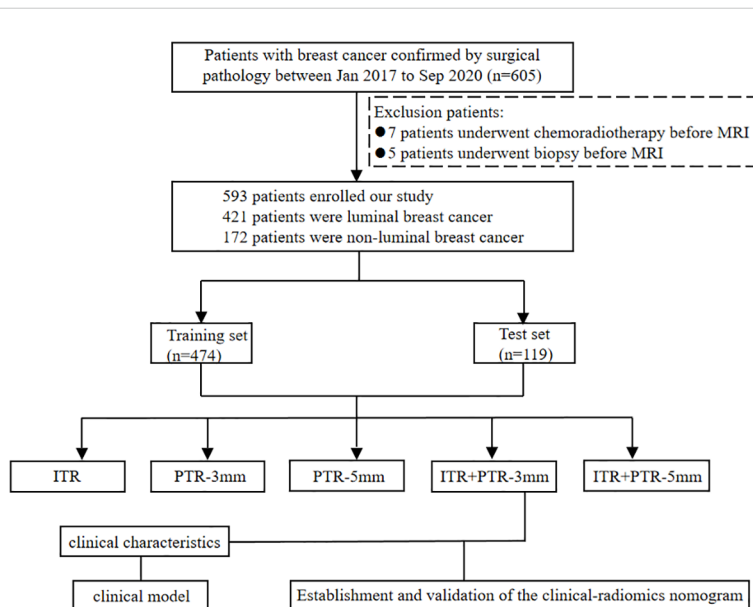 Patients with breast cancer confirmed by surgical
pathology between Jan 2017 to Sep 2020 (n=605)
Exclusion patients:
●7 patients underwent chemoradiotherapy before MRI
●5 patients underwent biopsy before MRI
593 patients enrolled our study
421 patients were luminal breast cancer
172 patients were non-luminal breast cancer
Training set
(n=474)
Test set
(n=119)
ITR
PTR-3mm
PTR-5mm
ITR+PTR-3mm
ITR+PTR-5mm
clinical characteristics
clinical model
Establishment and validation of the clinical-radiomics nomogram